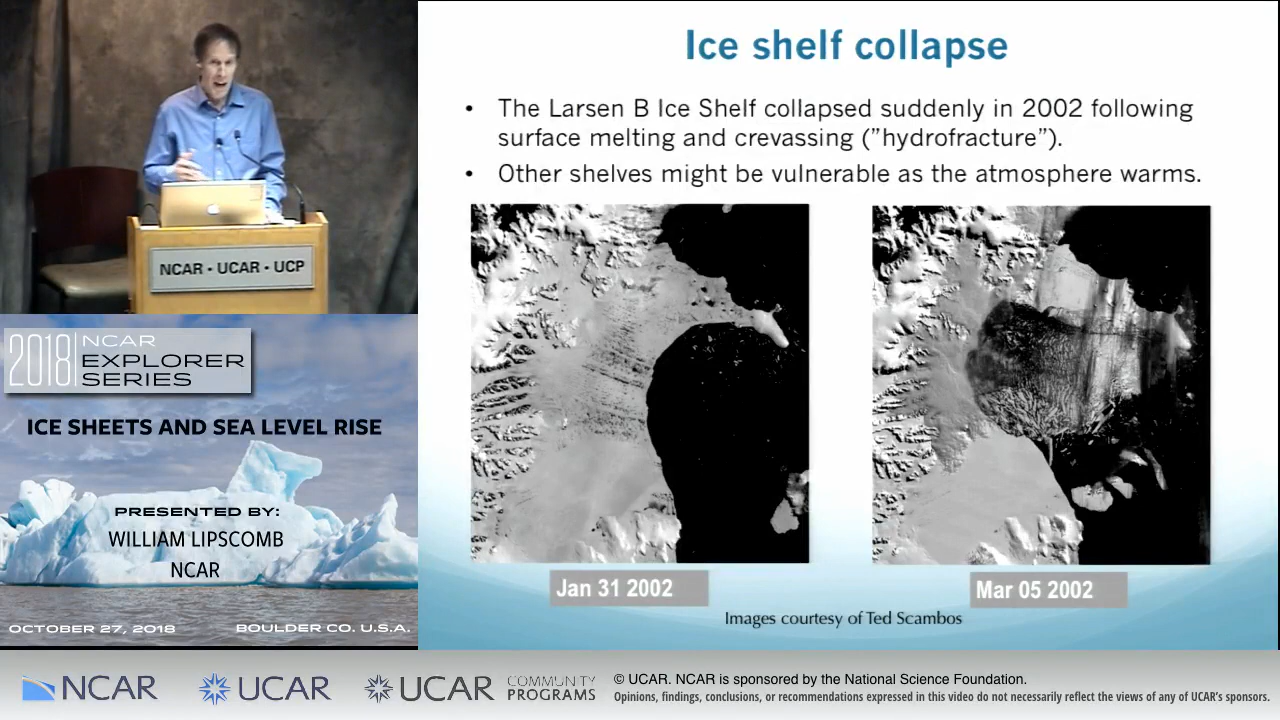 NCAR • UCAR • UCP
2018 NCAR
EXPLORER
SERIES
ICE SHEETS AND SEA LEVEL RISE
PRESENTED BY:
WILLIAM LIPSCOMB
NCAR
OCTOBER 27, 2018
BOULDER CO. U.S.A.
Ice shelf collapse
• The Larsen B Ice Shelf collapsed suddenly in 2002 following
surface melting and crevassing (”hydrofracture”).
• Other shelves might be vulnerable as the atmosphere warms.
Jan 31 2002
Mar 05 2002
Images courtesy of Ted Scambos
NCAR
UCAR
UCAR
COMMUNITY
PROGRAMS
© UCAR. NCAR is sponsored by the National Science Foundation.
Opinions, findings, conclusions, or recommendations expressed in this video do not necessarily reflect the views of any of UCAR's sponsors.